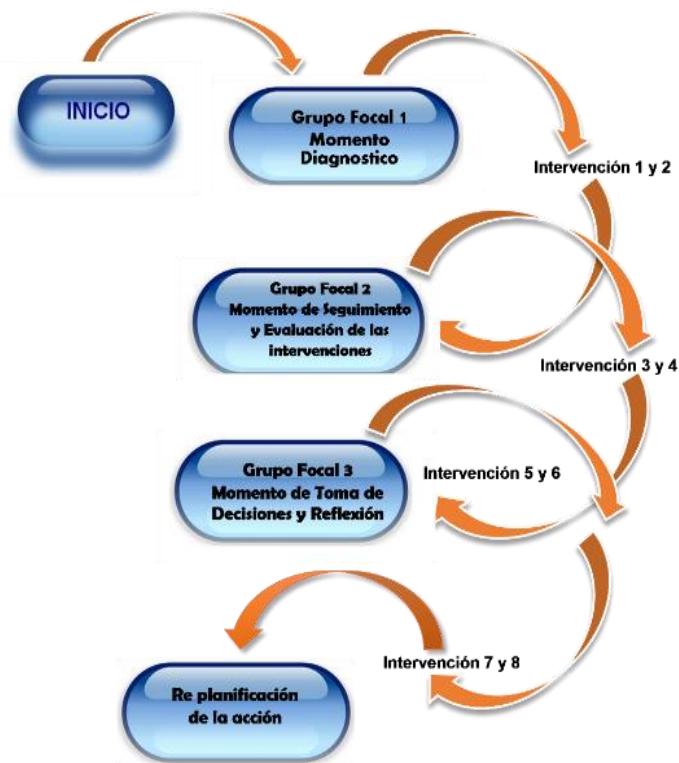 INICIO
Grupo Focal 1
Momento
Diagnostico
Intervención 1 y 2
Grupo Focal 2
Momento de Seguimiento
y Evaluación de las
intervenciones
Intervención 3 y 4
Grupo Focal 3
Momento de Toma de
Decisiones y Reflexión
Intervención 5 y 6
Intervención 7 y 8
Re planificación
de la acción